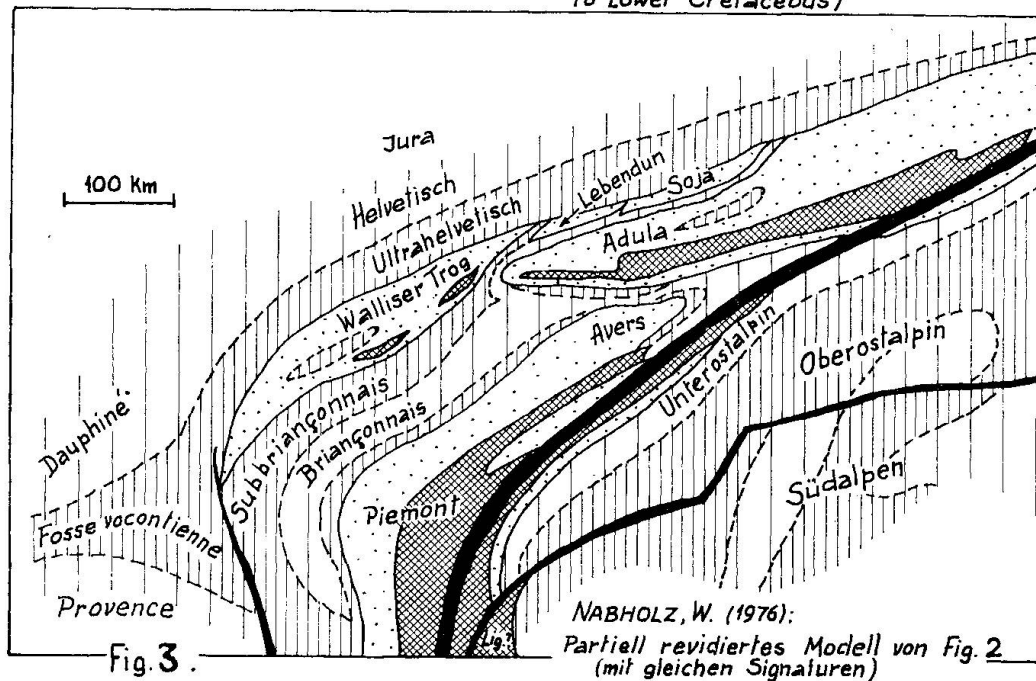 to Lower Cretaceous)
Jura
100 Km
Helvetisch
Lebendun
Soja
Ultrahelvetisch
Adula
Walliser Trog
Avers
Unterostalpin
Oberostalpin
Dauphiné
Subbriançonnais
Briançonnais
Südalpen
Piemont
Fosse vocontienne
Provence
NABHOLZ, W. (1976):
Lig.?
Fig. 3.
Partiell revidiertes Modell von Fig. 2
(mit gleichen Signaturen)